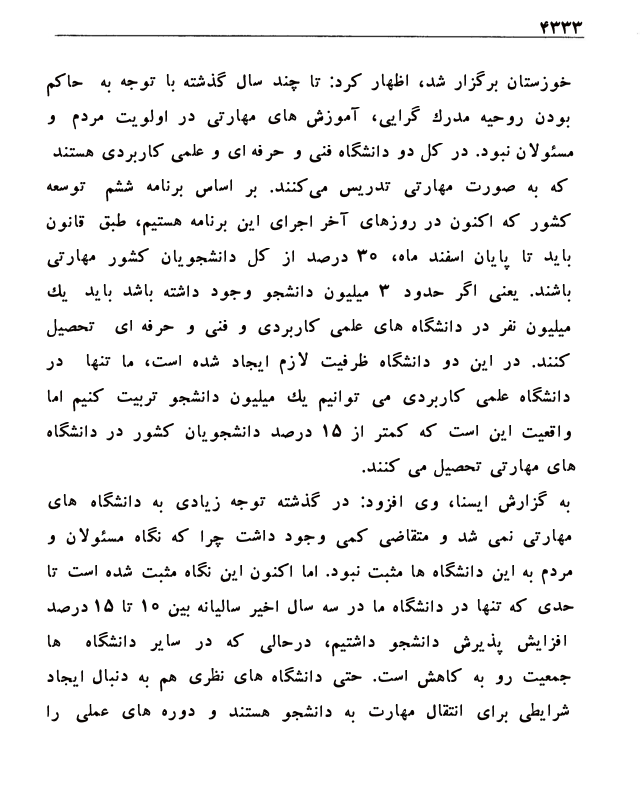 ۴۳۳۳
خوزستان برگزار شد، اظهار کرد: تا چند سال گذشته با توجه به حاکم
بودن روحیه مدرك گرایی، آموزش های مهارتی در اولویت مردم و
مسئولان نبود. در کل دو دانشگاه فنی و حرفه ای و علمی کاربردی هستند
که به صورت مهارتی تدریس می‌کنند. بر اساس برنامه ششم توسعه
کشور که اکنون در روزهای آخر اجرای این برنامه هستیم، طبق قانون
باید تا پایان اسفند ماه، ۳۰ درصد از کل دانشجویان کشور مهارتی
باشند. یعنی اگر حدود ۳ میلیون دانشجو وجود داشته باشد باید يك
میلیون نفر در دانشگاه های علمی کاربردی و فنی و حرفه ای تحصیل
کنند. در این دو دانشگاه ظرفیت لازم ایجاد شده است، ما تنها در
دانشگاه علمی کاربردی می توانیم يك میلیون دانشجو تربیت کنیم اما
واقعیت این است که کمتر از ۱۵ درصد دانشجویان کشور در دانشگاه
های مهارتی تحصیل می کنند.
به گزارش ایسنا، وی افزود: در گذشته توجه زیادی به دانشگاه های
مهارتی نمی شد و متقاضی کمی وجود داشت چرا که نگاه مسئولان و
مردم به این دانشگاه ها مثبت نبود. اما اکنون این نگاه مثبت شده است تا
حدی که تنها در دانشگاه ما در سه سال اخیر سالیانه بین ۱۰ تا ۱۵ درصد
افزایش پذیرش دانشجو داشتیم، درحالی که در سایر دانشگاه ها
جمعیت رو به کاهش است. حتی دانشگاه های نظری هم به دنبال ایجاد
شرایطی برای انتقال مهارت به دانشجو هستند و دوره های عملی را